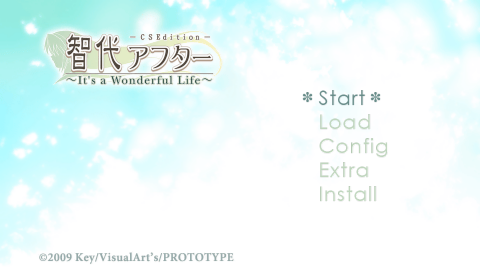 －CSEdition－
智代アフター
～It's a Wonderful Life～
＊Start＊
Load
Config
Extra
Install
©2009 Key/VisualArt's/PROTOTYPE